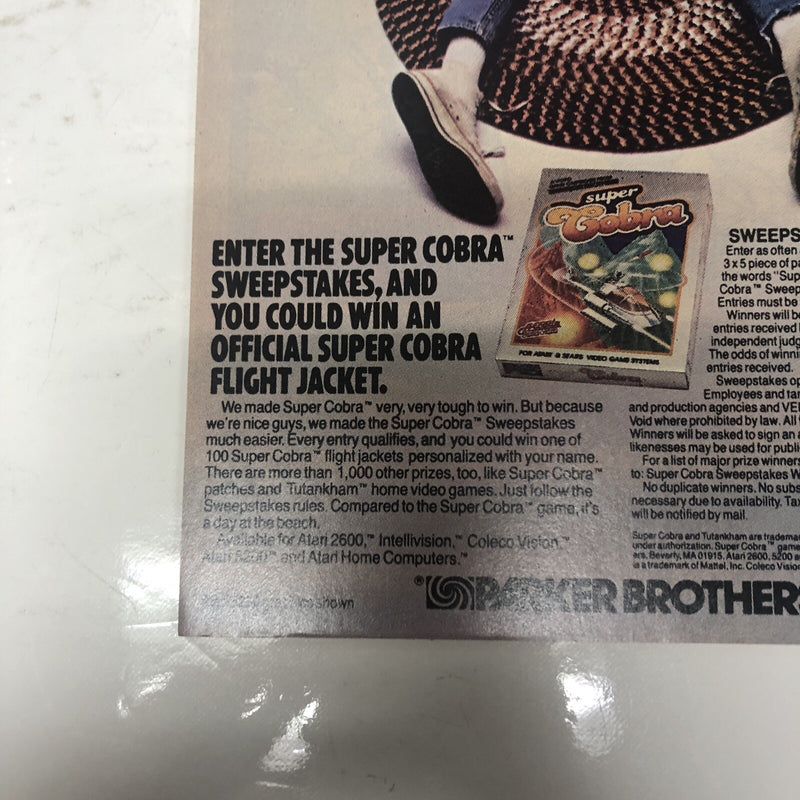 ENTER THE SUPER COBRA™
SWEEPSTAKES, AND
YOU COULD WIN AN
OFFICIAL SUPER COBRA
FLIGHT JACKET.
We made Super Cobra™ very, very tough to win. But because
we're nice guys, we made the Super Cobra™ Sweepstakes
much easier. Every entry qualifies, and you could win one of
100 Super Cobra™ flight jackets personalized with your name.
There are more than 1,000 other prizes, too, like Super Cobra™
patches and Tutankham™ home video games. Just follow the
Sweepstakes rules. Compared to the Super Cobra™ game, it's
a day at the beach.
Available for Atari 2600,™ Intellivision,™ Coleco Vision,™
Atari 5200™ and Atari Home Computers.™
shown
super
Cobra
FOR ATARI & SEARS VIDEO GAME SYSTEMS
SWEEPS
Enter as often
3 x 5 piece of pa
the words "Sup
Cobra™ Sweep
Entries must be
Winners will be
entries received
independent judg
The odds of winni
entries received.
Sweepstakes op
Employees and fam
and production agencies and VE
Void where prohibited by law. All
Winners will be asked to sign an
likenesses may be used for publi
For a list of major prize winners
to: Super Cobra Sweepstakes W
No duplicate winners. No subs
necessary due to availability. Tax
will be notified by mail.
Super Cobra and Tutankham are tradema
under authorization. Super Cobra™ game
ers, Beverly, MA 01915. Atari 2600, 5200 a
is a trademark of Mattel, Inc. Coleco Vision
® PARKER BROTHERS